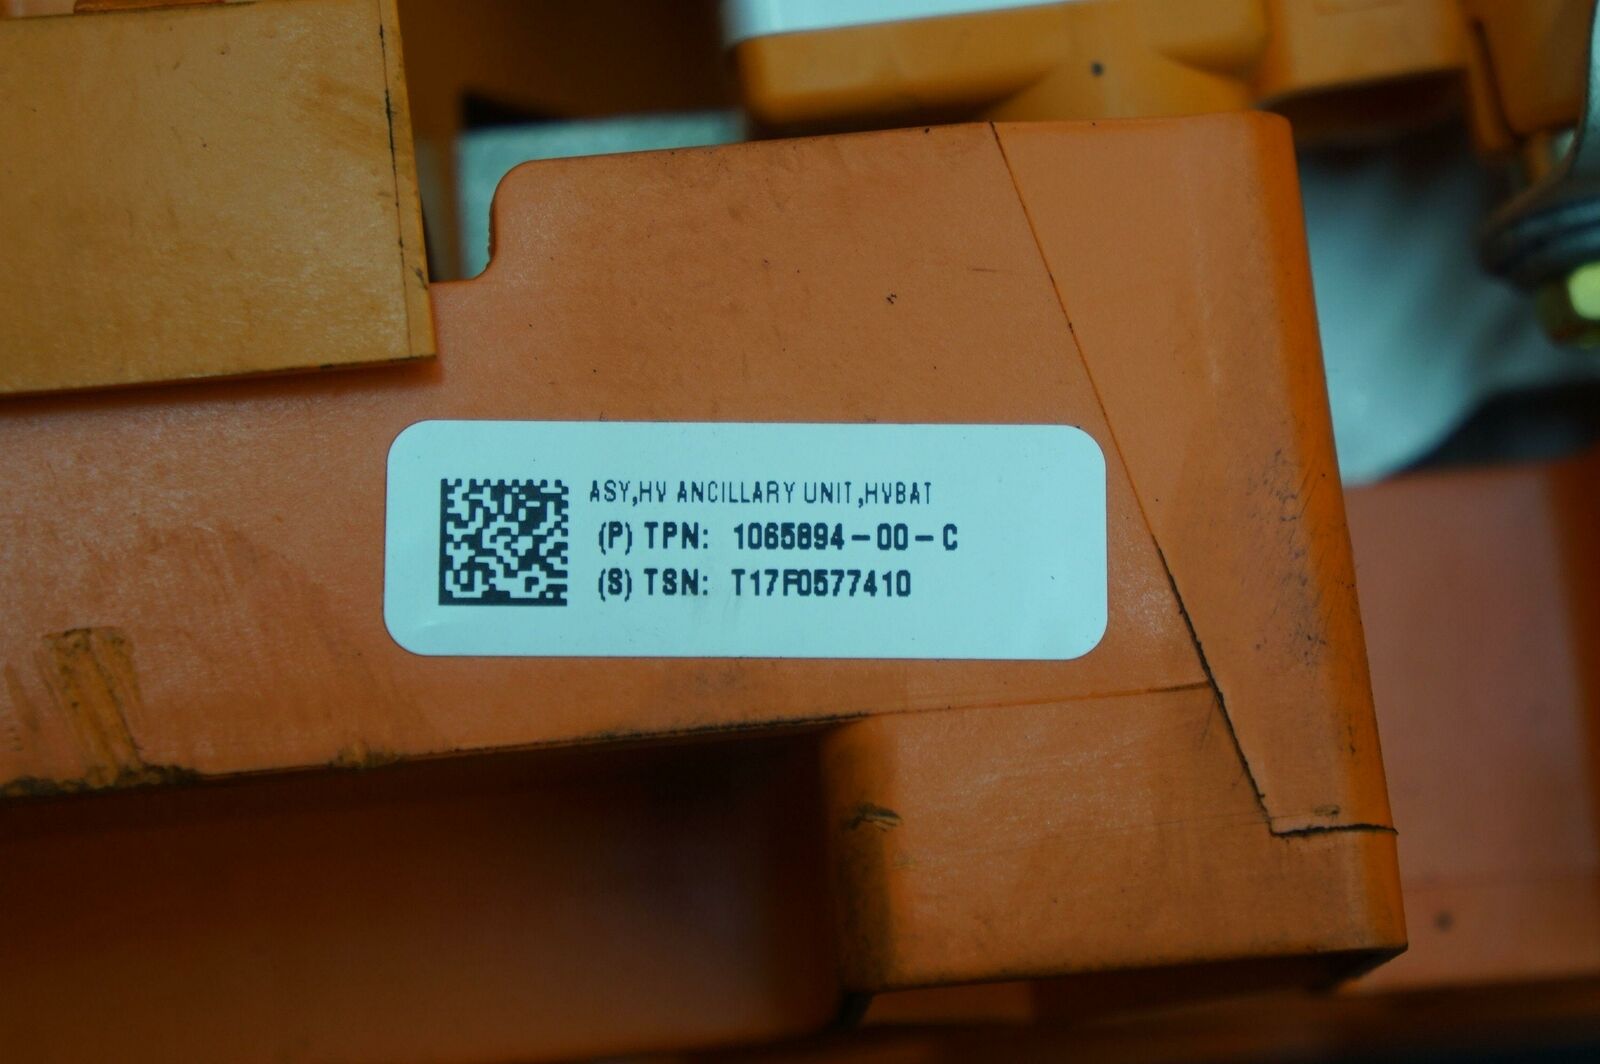 ASY,HV ANCILLARY UNIT,HVBAT
(P) TPN: 1065894-00-C
(S) TSN: T17F0577410